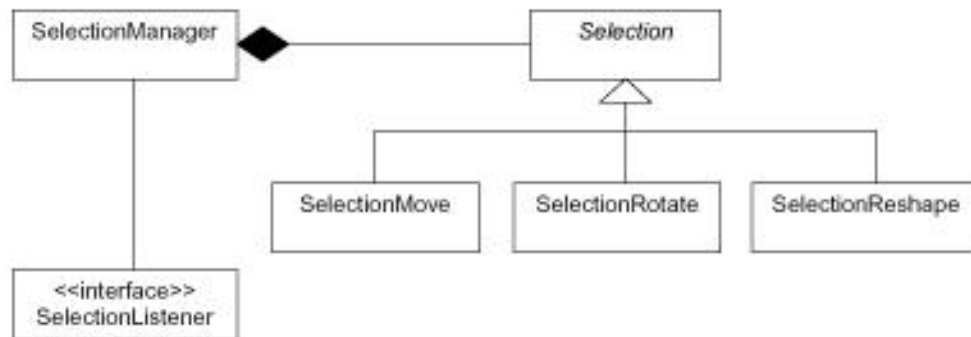 SelectionManager
Selection
SelectionMove
SelectionRotate
SelectionReshape
<<interface>>
SelectionListener